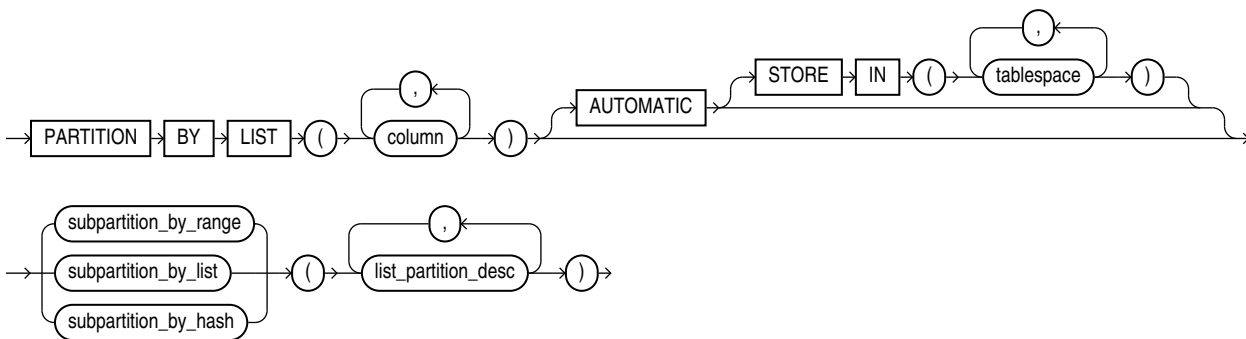 ,
STORE IN ( tablespace )
, AUTOMATIC
PARTITION BY LIST ( column )
subpartition_by_range ,
subpartition_by_list ( list_partition_desc )
subpartition_by_hash